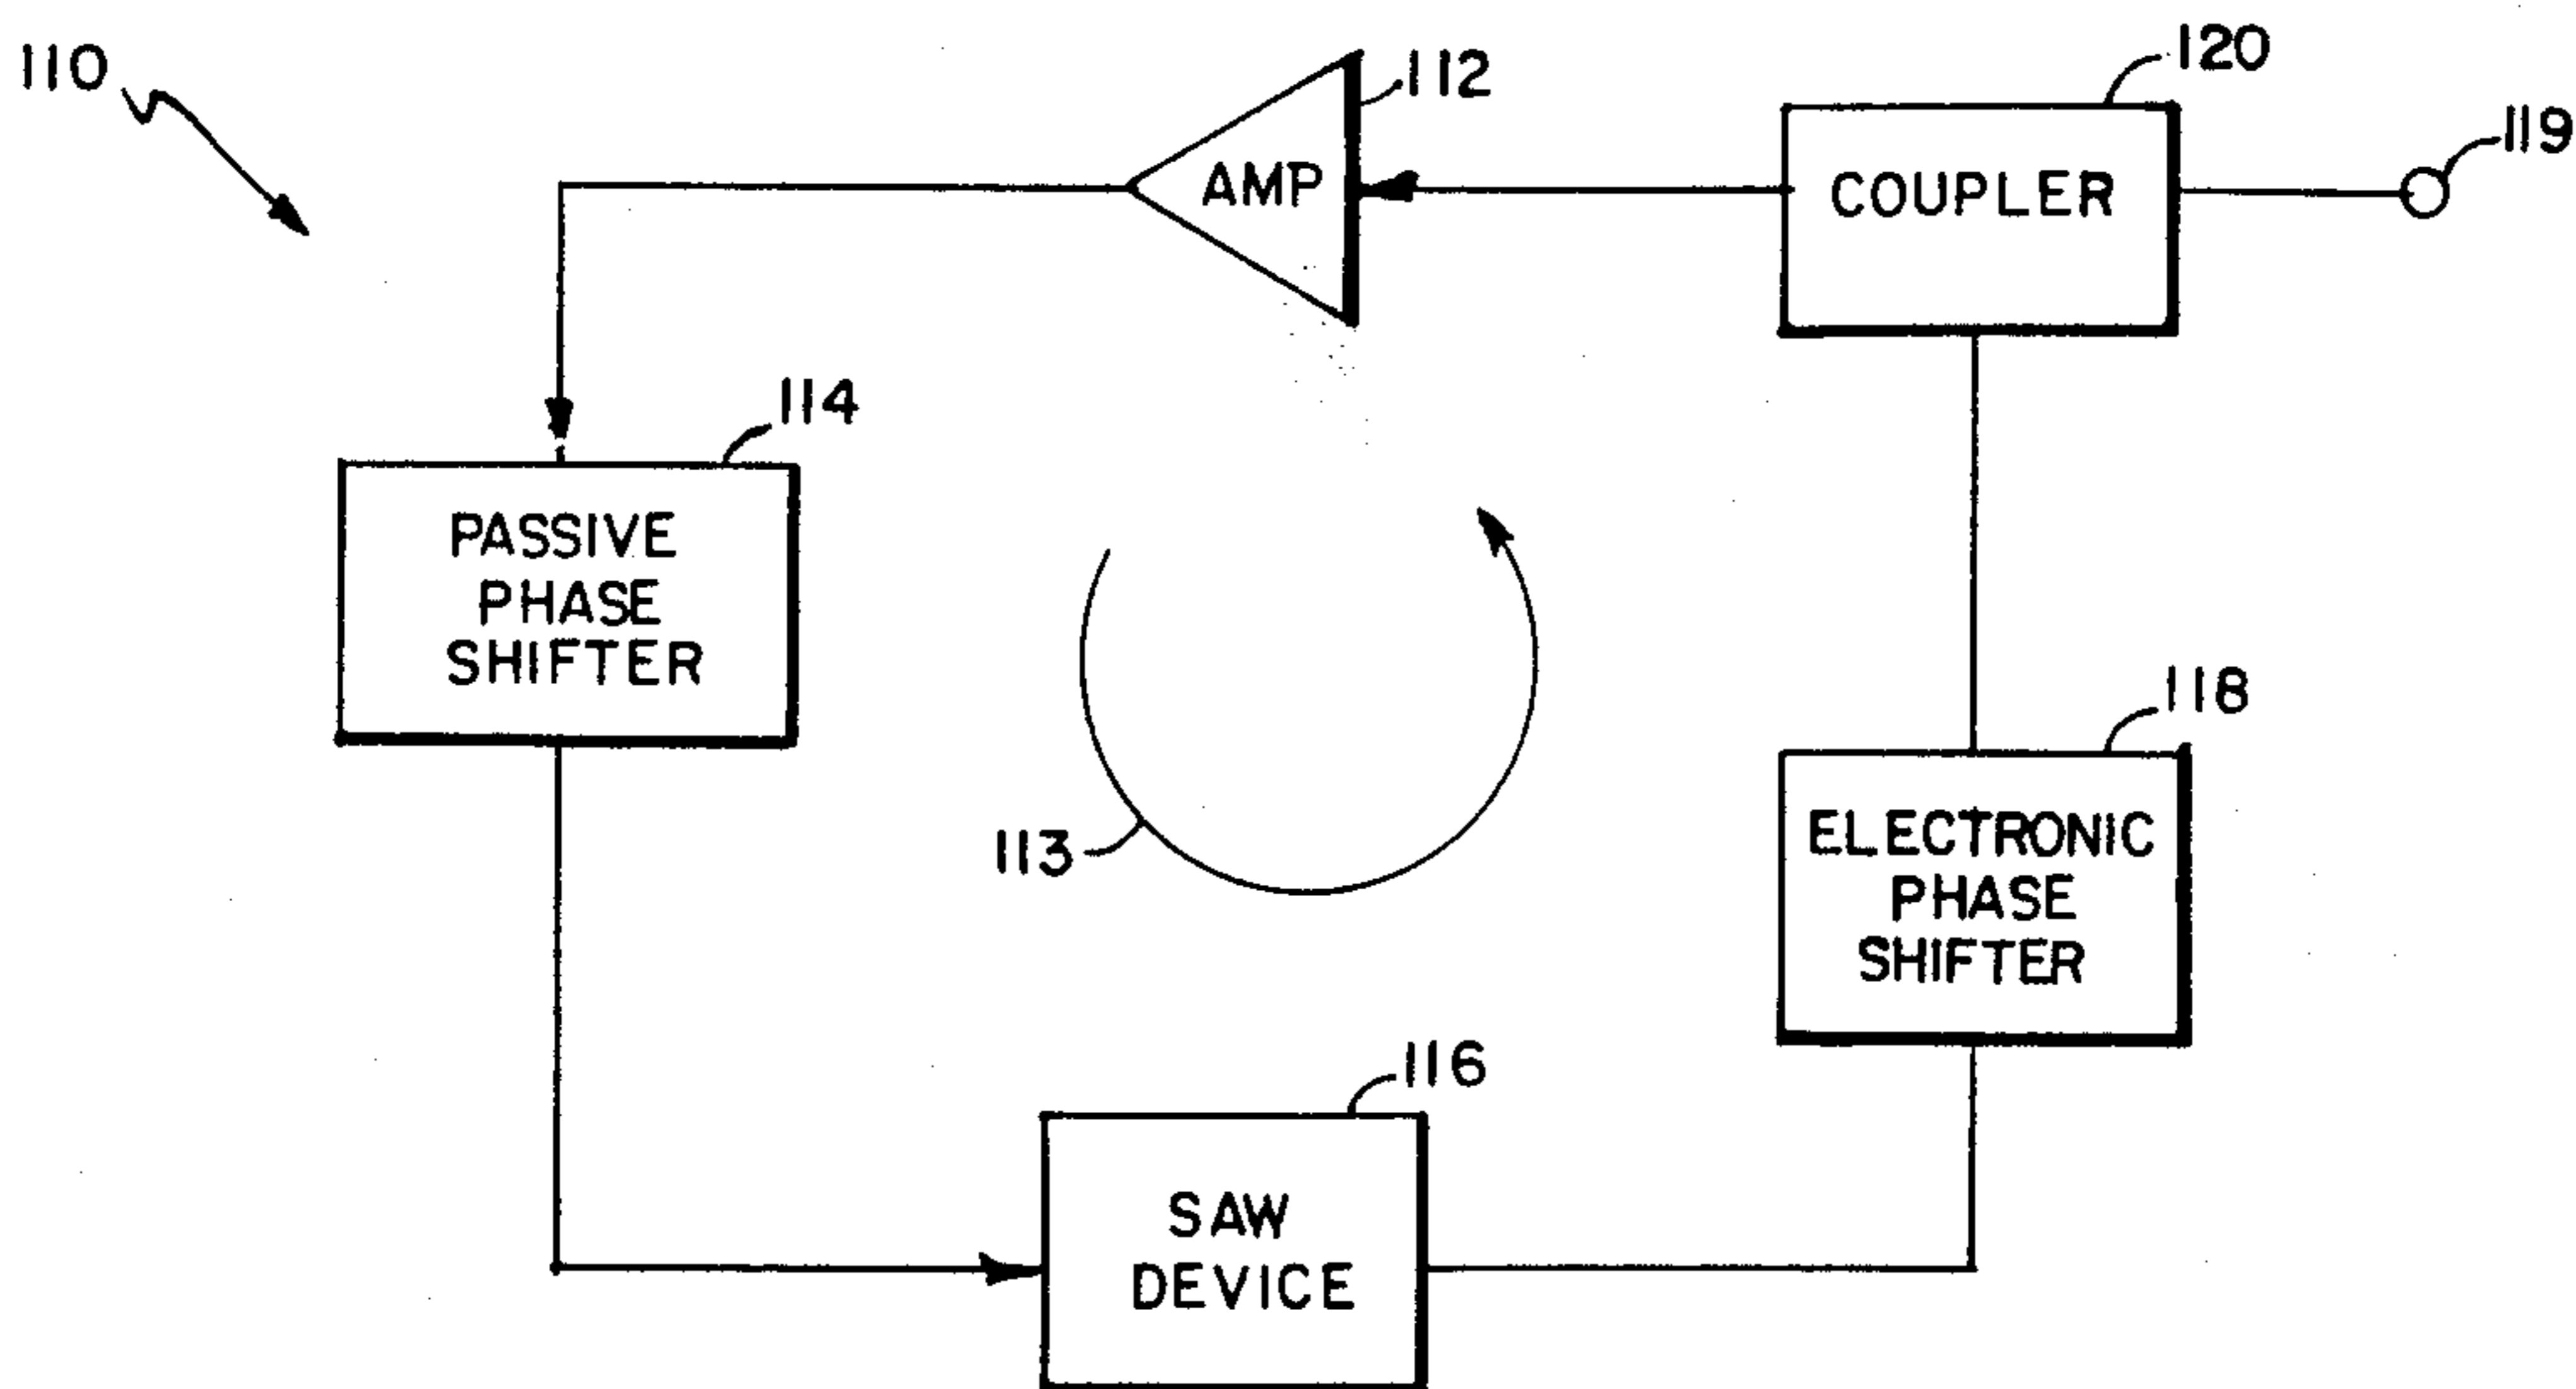 110
112
120
119
AMP
COUPLER
114
PASSIVE
PHASE
SHIFTER
113
118
ELECTRONIC
PHASE
SHIFTER
116
SAW
DEVICE